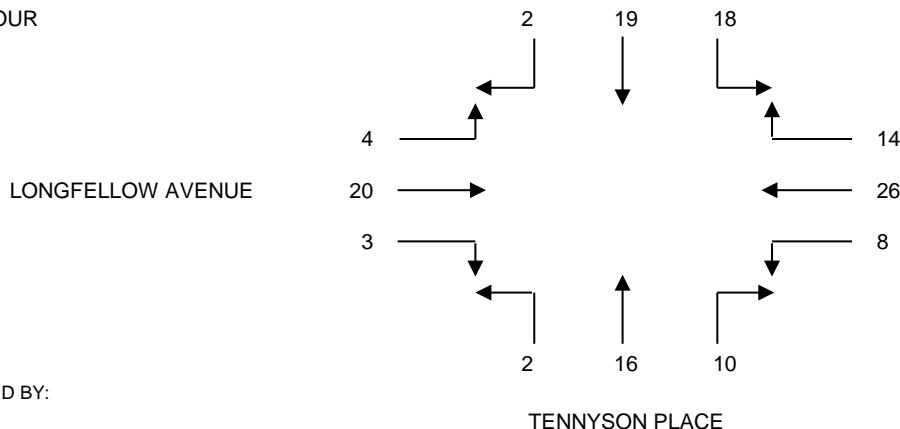 OUR 2 19 18
4 14
LONGFELLOW AVENUE 20 26
3 8
2 16 10
D BY:
TENNYSON PLACE